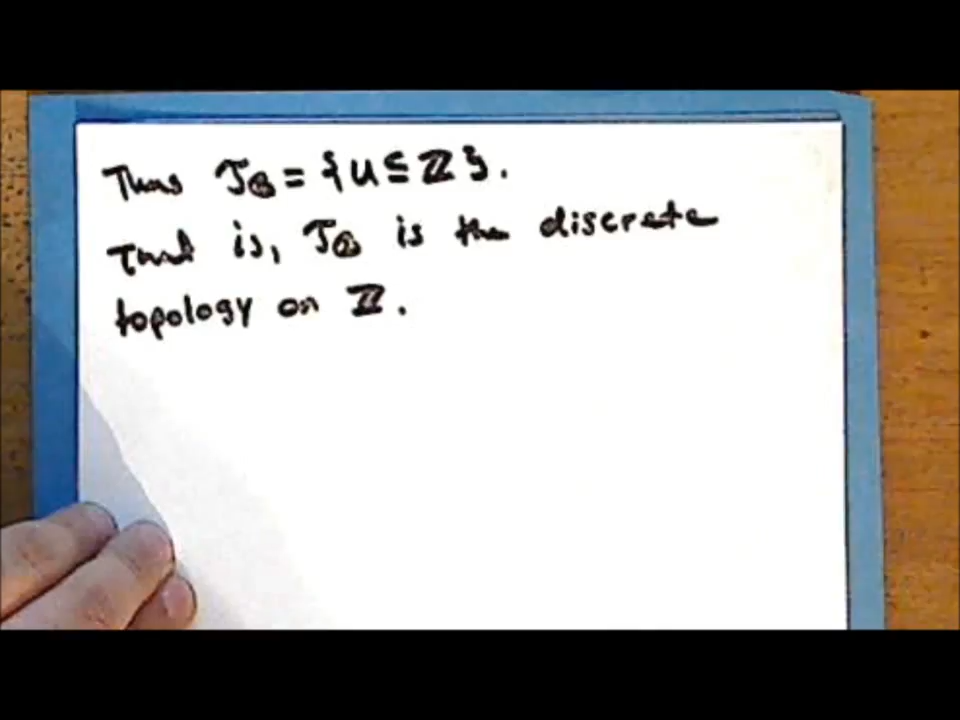 Thus 𝒯_ℬ = {U ⊆ ℤ}.
That is, 𝒯_ℬ is the discrete
topology on ℤ.